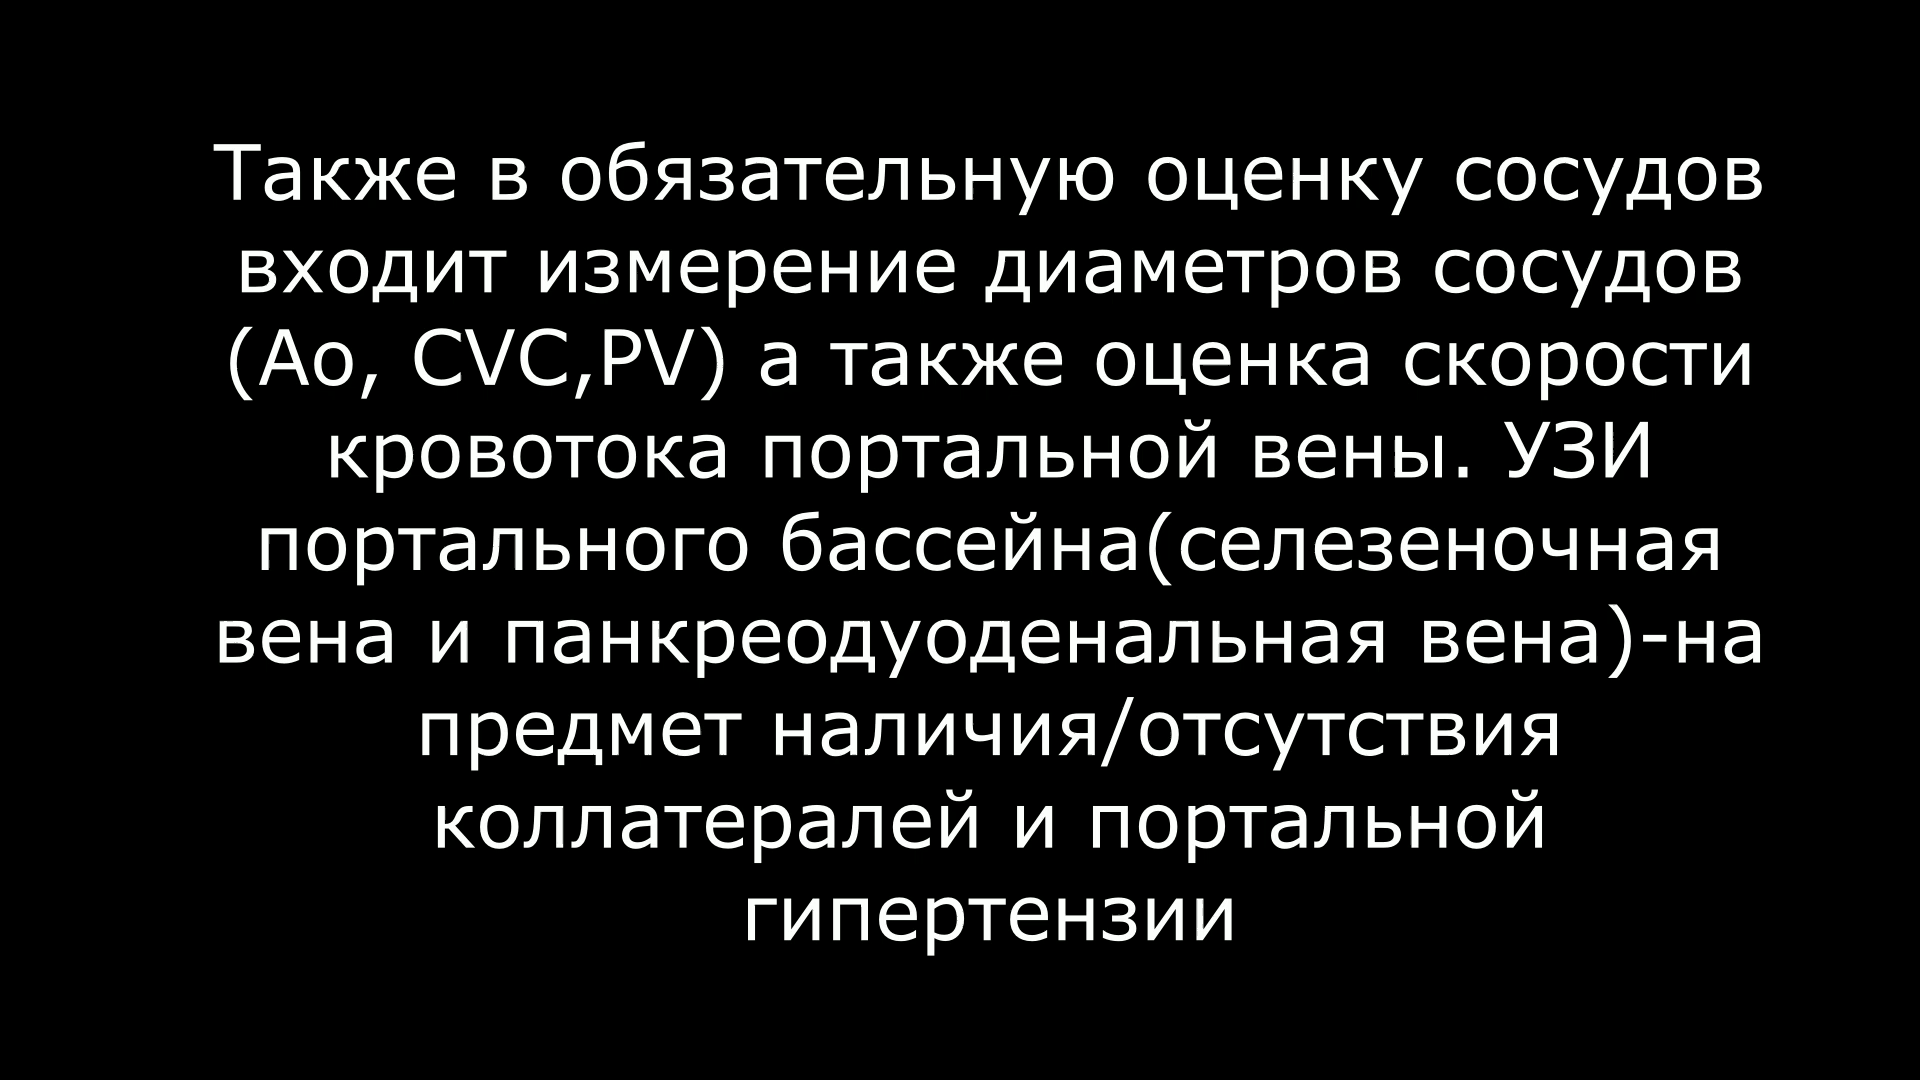 Также в обязательную оценку сосудов
входит измерение диаметров сосудов
(Ao, CVC,PV) а также оценка скорости
кровотока портальной вены. УЗИ
портального бассейна(селезеночная
вена и панкреодуоденальная вена)-на
предмет наличия/отсутствия
коллатералей и портальной
гипертензии